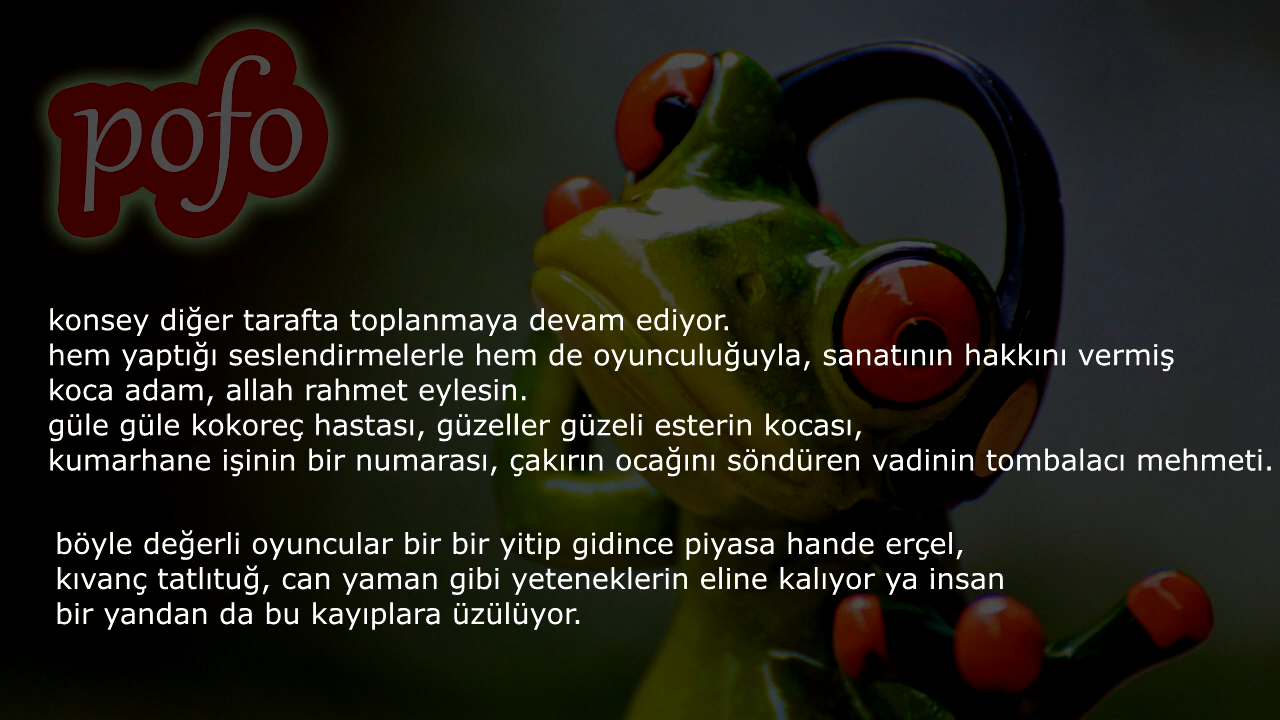 pofo
konsey diğer tarafta toplanmaya devam ediyor.
hem yaptığı seslendirmelerle hem de oyunculuğuyla, sanatının hakkını vermiş
koca adam, allah rahmet eylesin.
güle güle kokoreç hastası, güzeller güzeli esterin kocası,
kumarhane işinin bir numarası, çakırın ocağını söndüren vadinin tombalacı mehmeti.
böyle değerli oyuncular bir bir yitip gidince piyasa hande erçel,
kıvanç tatlıtuğ, can yaman gibi yeteneklerin eline kalıyor ya insan
bir yandan da bu kayıplara üzülüyor.